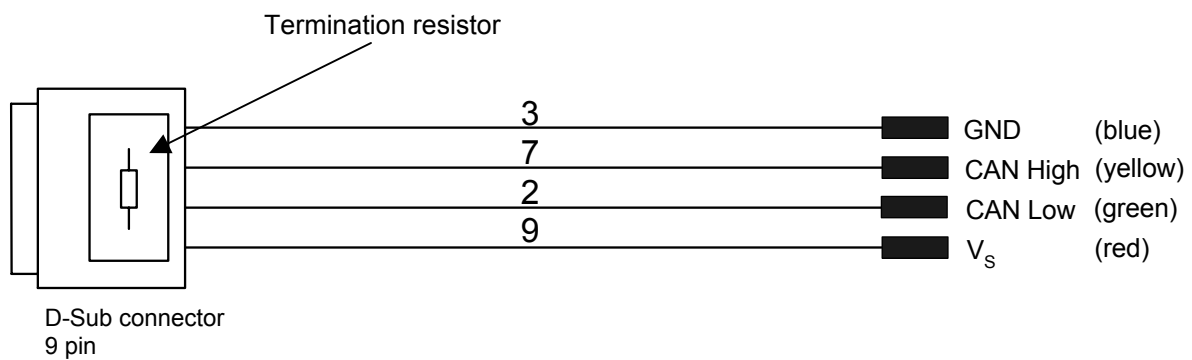 Termination resistor
3 GND (blue)
7 CAN High (yellow)
2 CAN Low (green)
9 VS (red)
D-Sub connector
9 pin